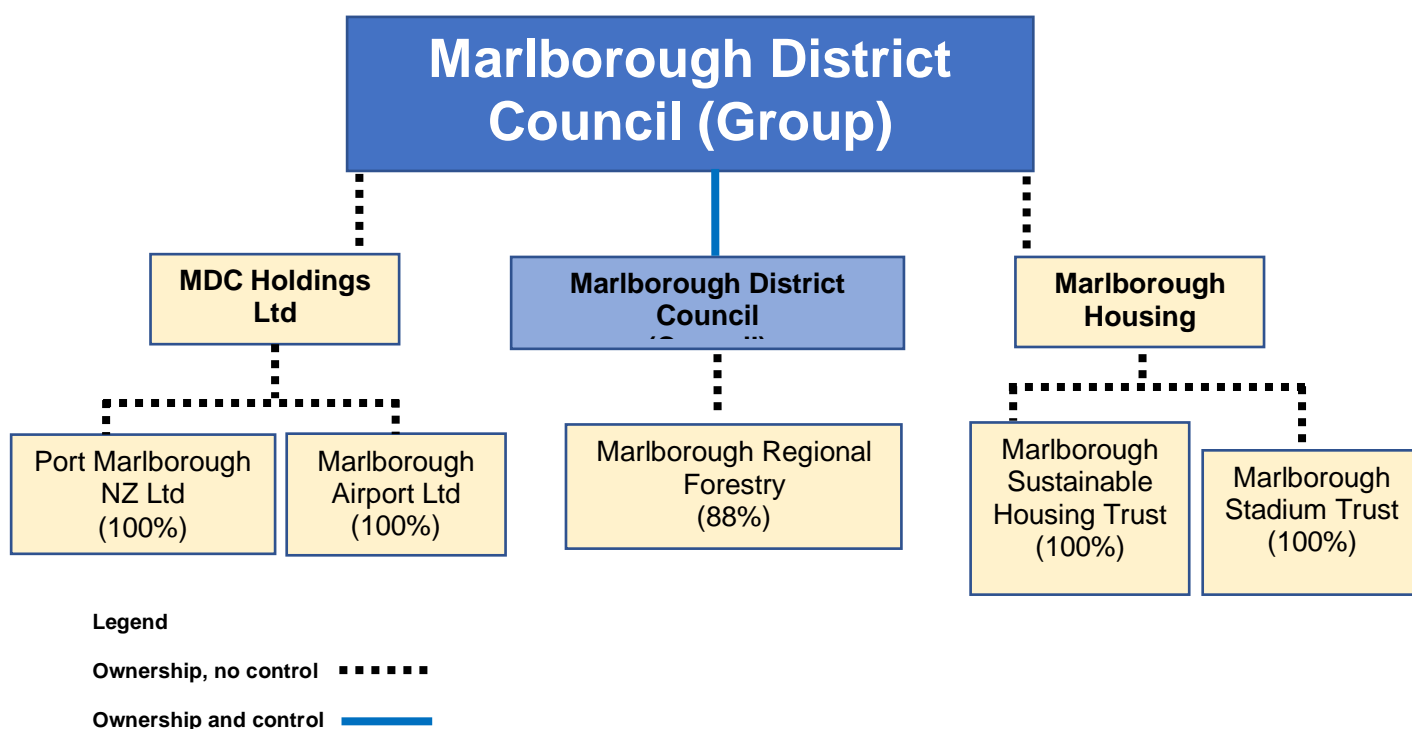 Marlborough District
Council (Group)
MDC Holdings
Ltd
Marlborough District
Council
Marlborough
Housing
Port Marlborough
NZ Ltd
(100%)
Marlborough
Airport Ltd
(100%)
Marlborough Regional
Forestry
(88%)
Marlborough
Sustainable
Housing Trust
(100%)
Marlborough
Stadium Trust
(100%)
Legend
Ownership, no control
Ownership and control